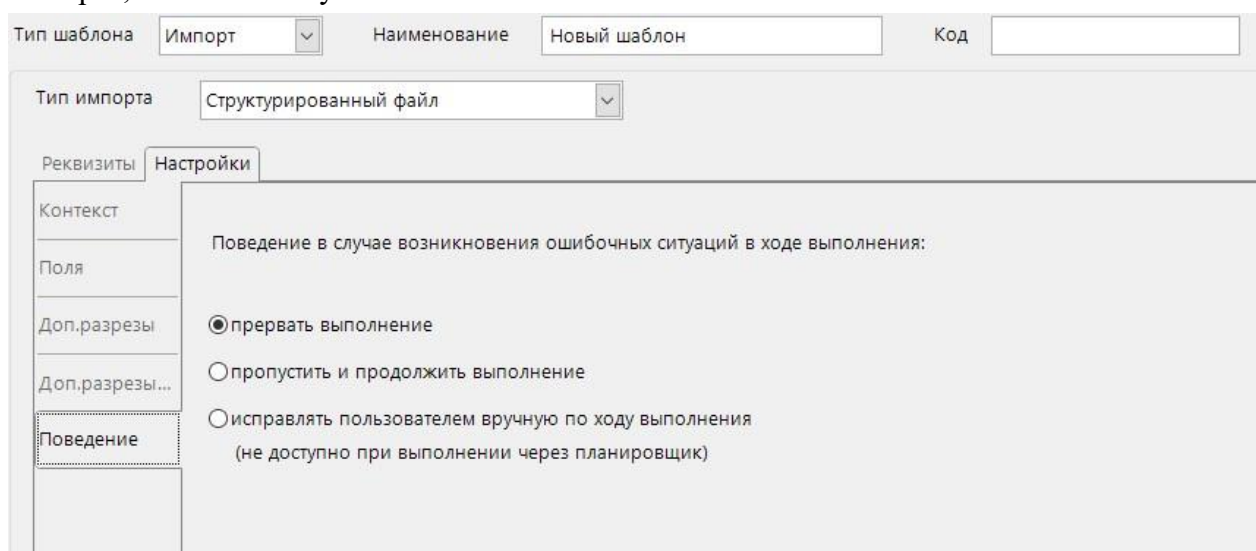 Тип шаблона Импорт Наименование Новый шаблон Код
Тип импорта Структурированный файл
Реквизиты Настройки
Контекст
Поведение в случае возникновения ошибочных ситуаций в ходе выполнения:
Поля
Доп.разрезы прервать выполнение
пропустить и продолжить выполнение
Доп.разрезы...
исправлять пользователем вручную по ходу выполнения
Поведение
(не доступно при выполнении через планировщик)